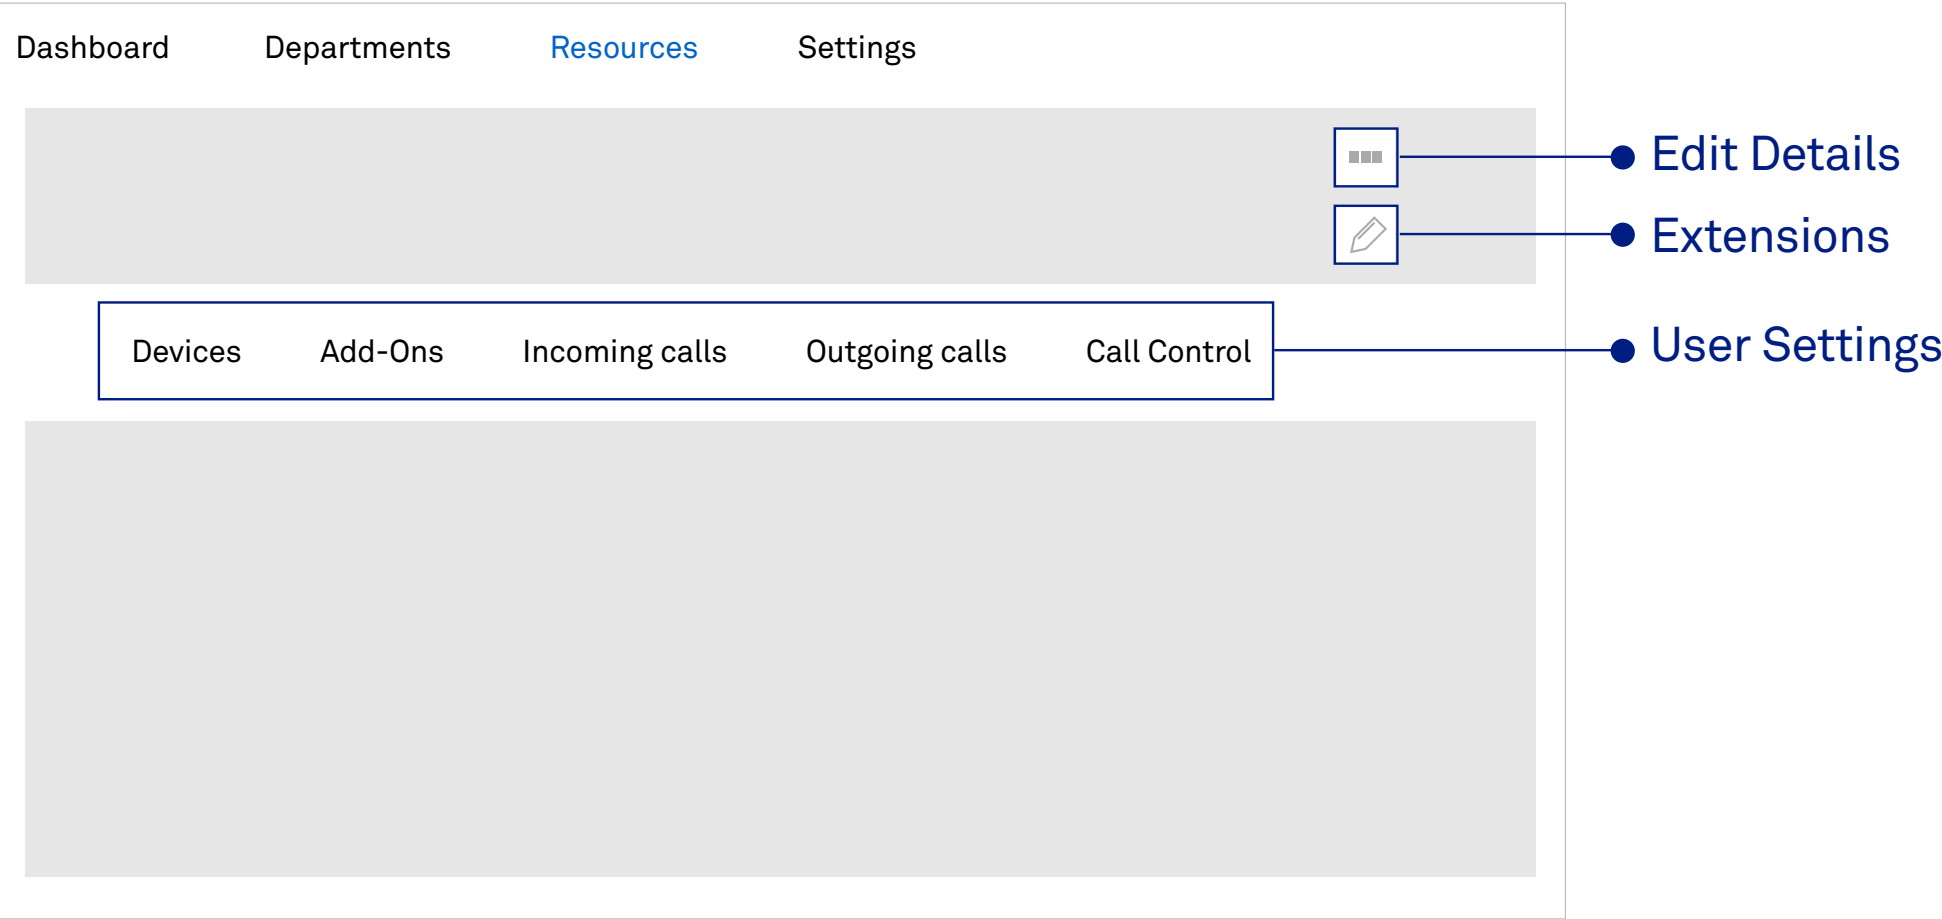 Dashboard Departments Resources Settings
Edit Details
Extensions
Devices Add-Ons Incoming calls Outgoing calls Call Control
User Settings